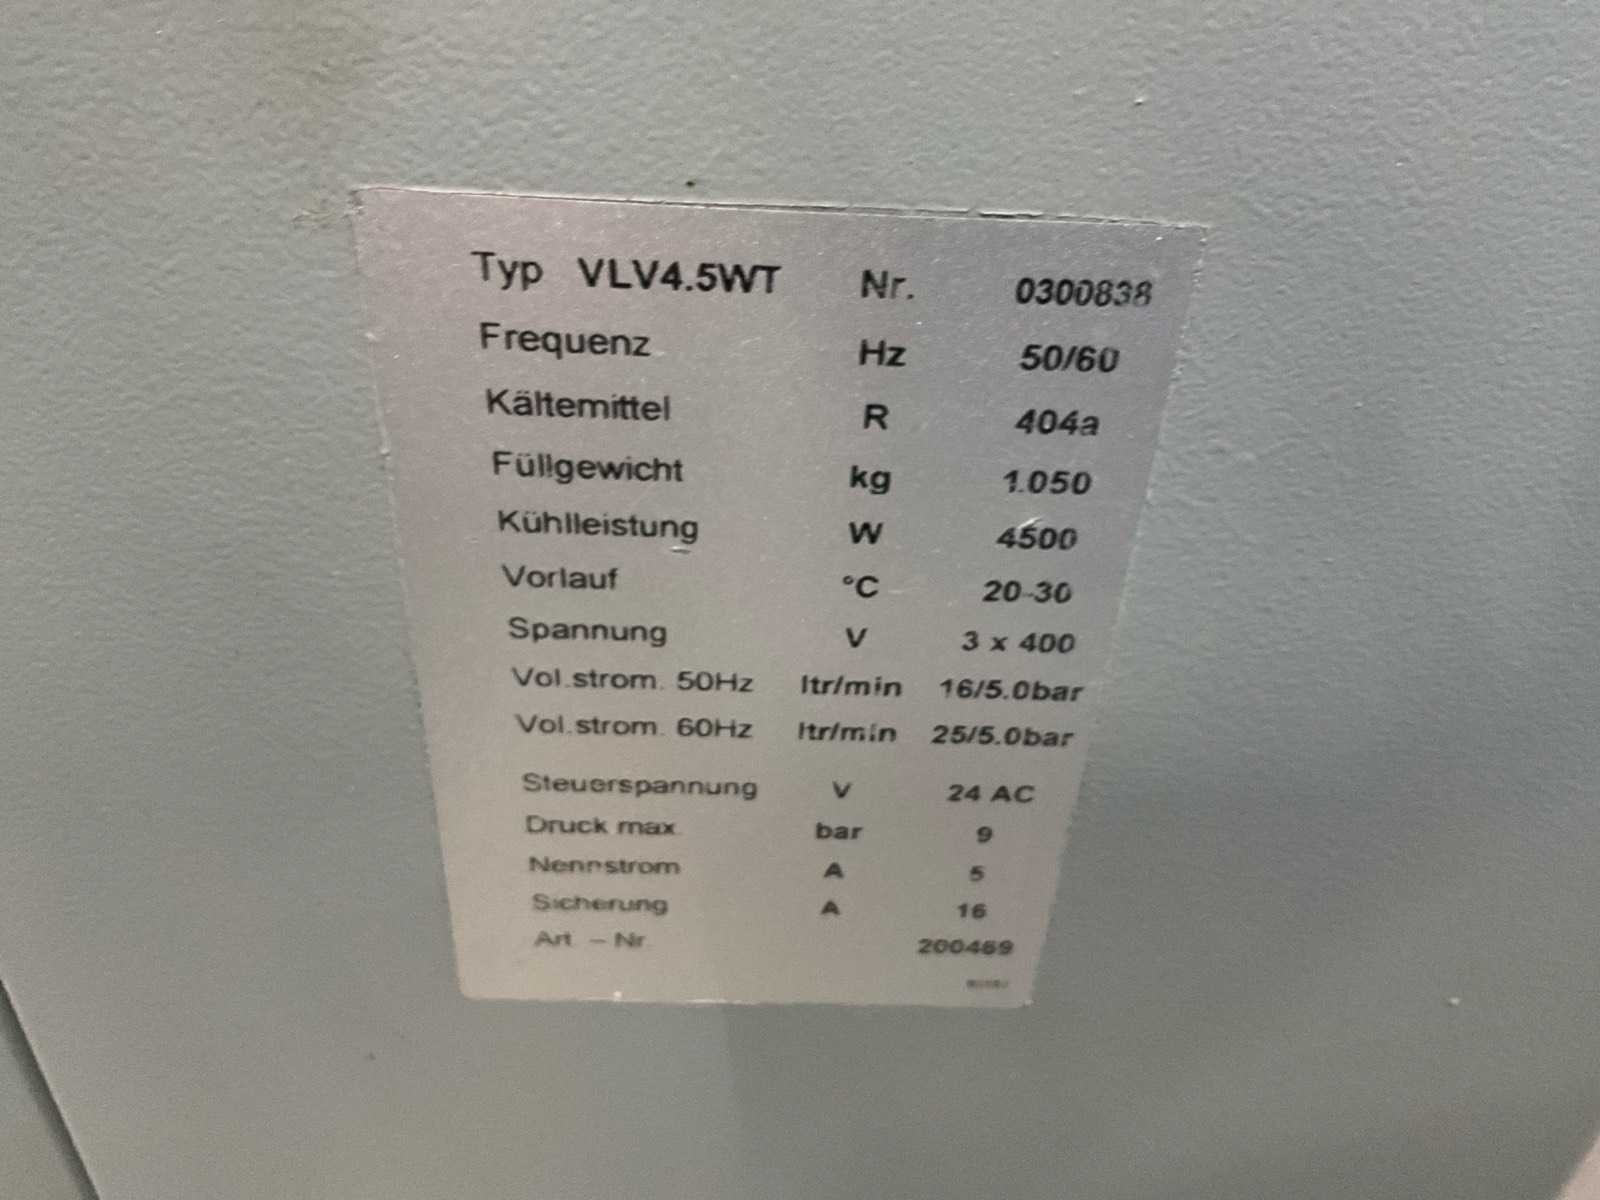 Typ VLV4.5WT Nr. 0300838
Frequenz Hz 50/60
Kältemittel R 404a
Füllgewicht kg 1.050
Kühlleistung W 4500
Vorlauf °C 20-30
Spannung V 3 x 400
Vol.strom. 50Hz ltr/min 16/5.0bar
Vol.strom. 60Hz ltr/min 25/5.0bar
Steuerspannung V 24 AC
Druck max. bar 9
Nennstrom A 5
Sicherung A 16
Art. - Nr. 200469